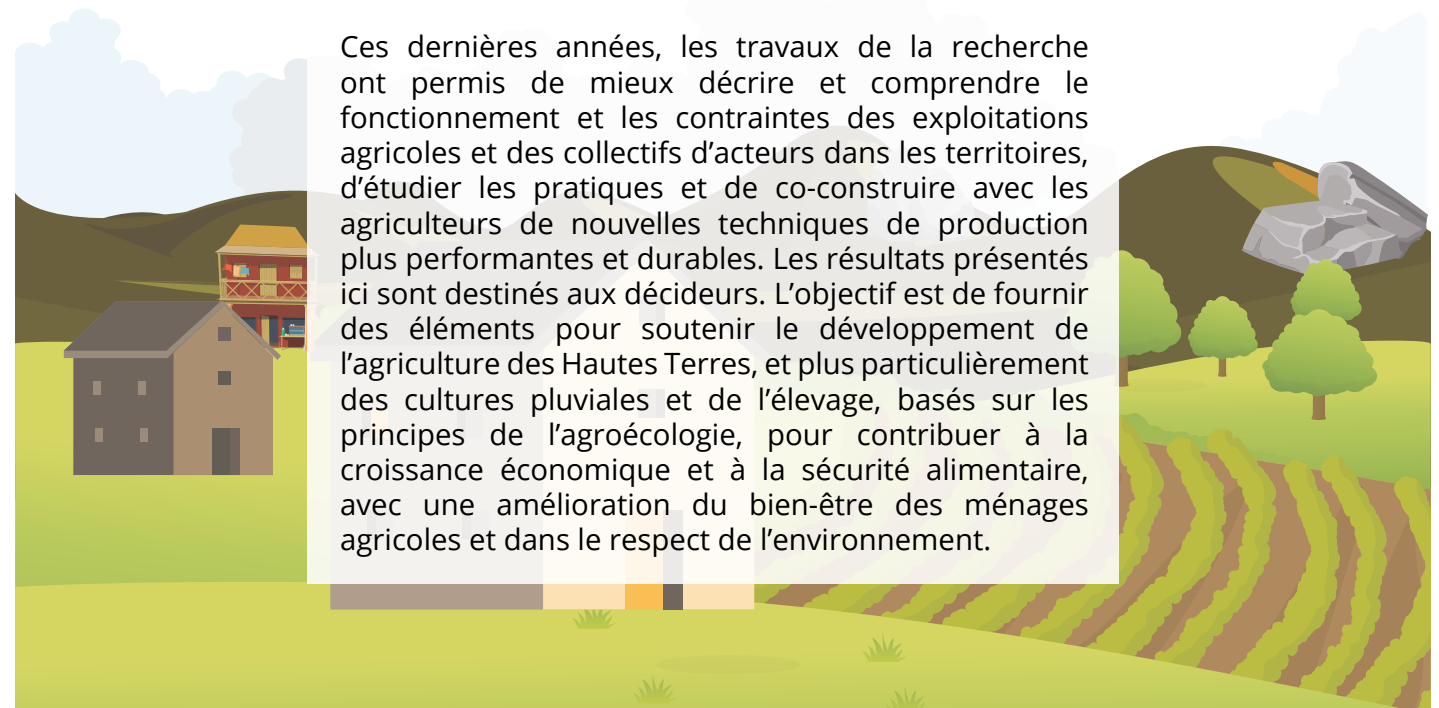 Ces dernières années, les travaux de la recherche
ont permis de mieux décrire et comprendre le
fonctionnement et les contraintes des exploitations
agricoles et des collectifs d’acteurs dans les territoires,
d’étudier les pratiques et de co-construire avec les
agriculteurs de nouvelles techniques de production
plus performantes et durables. Les résultats présentés
ici sont destinés aux décideurs. L’objectif est de fournir
des éléments pour soutenir le développement de
l’agriculture des Hautes Terres, et plus particulièrement
des cultures pluviales et de l’élevage, basés sur les
principes de l’agroécologie, pour contribuer à la
croissance économique et à la sécurité alimentaire,
avec une amélioration du bien-être des ménages
agricoles et dans le respect de l’environnement.